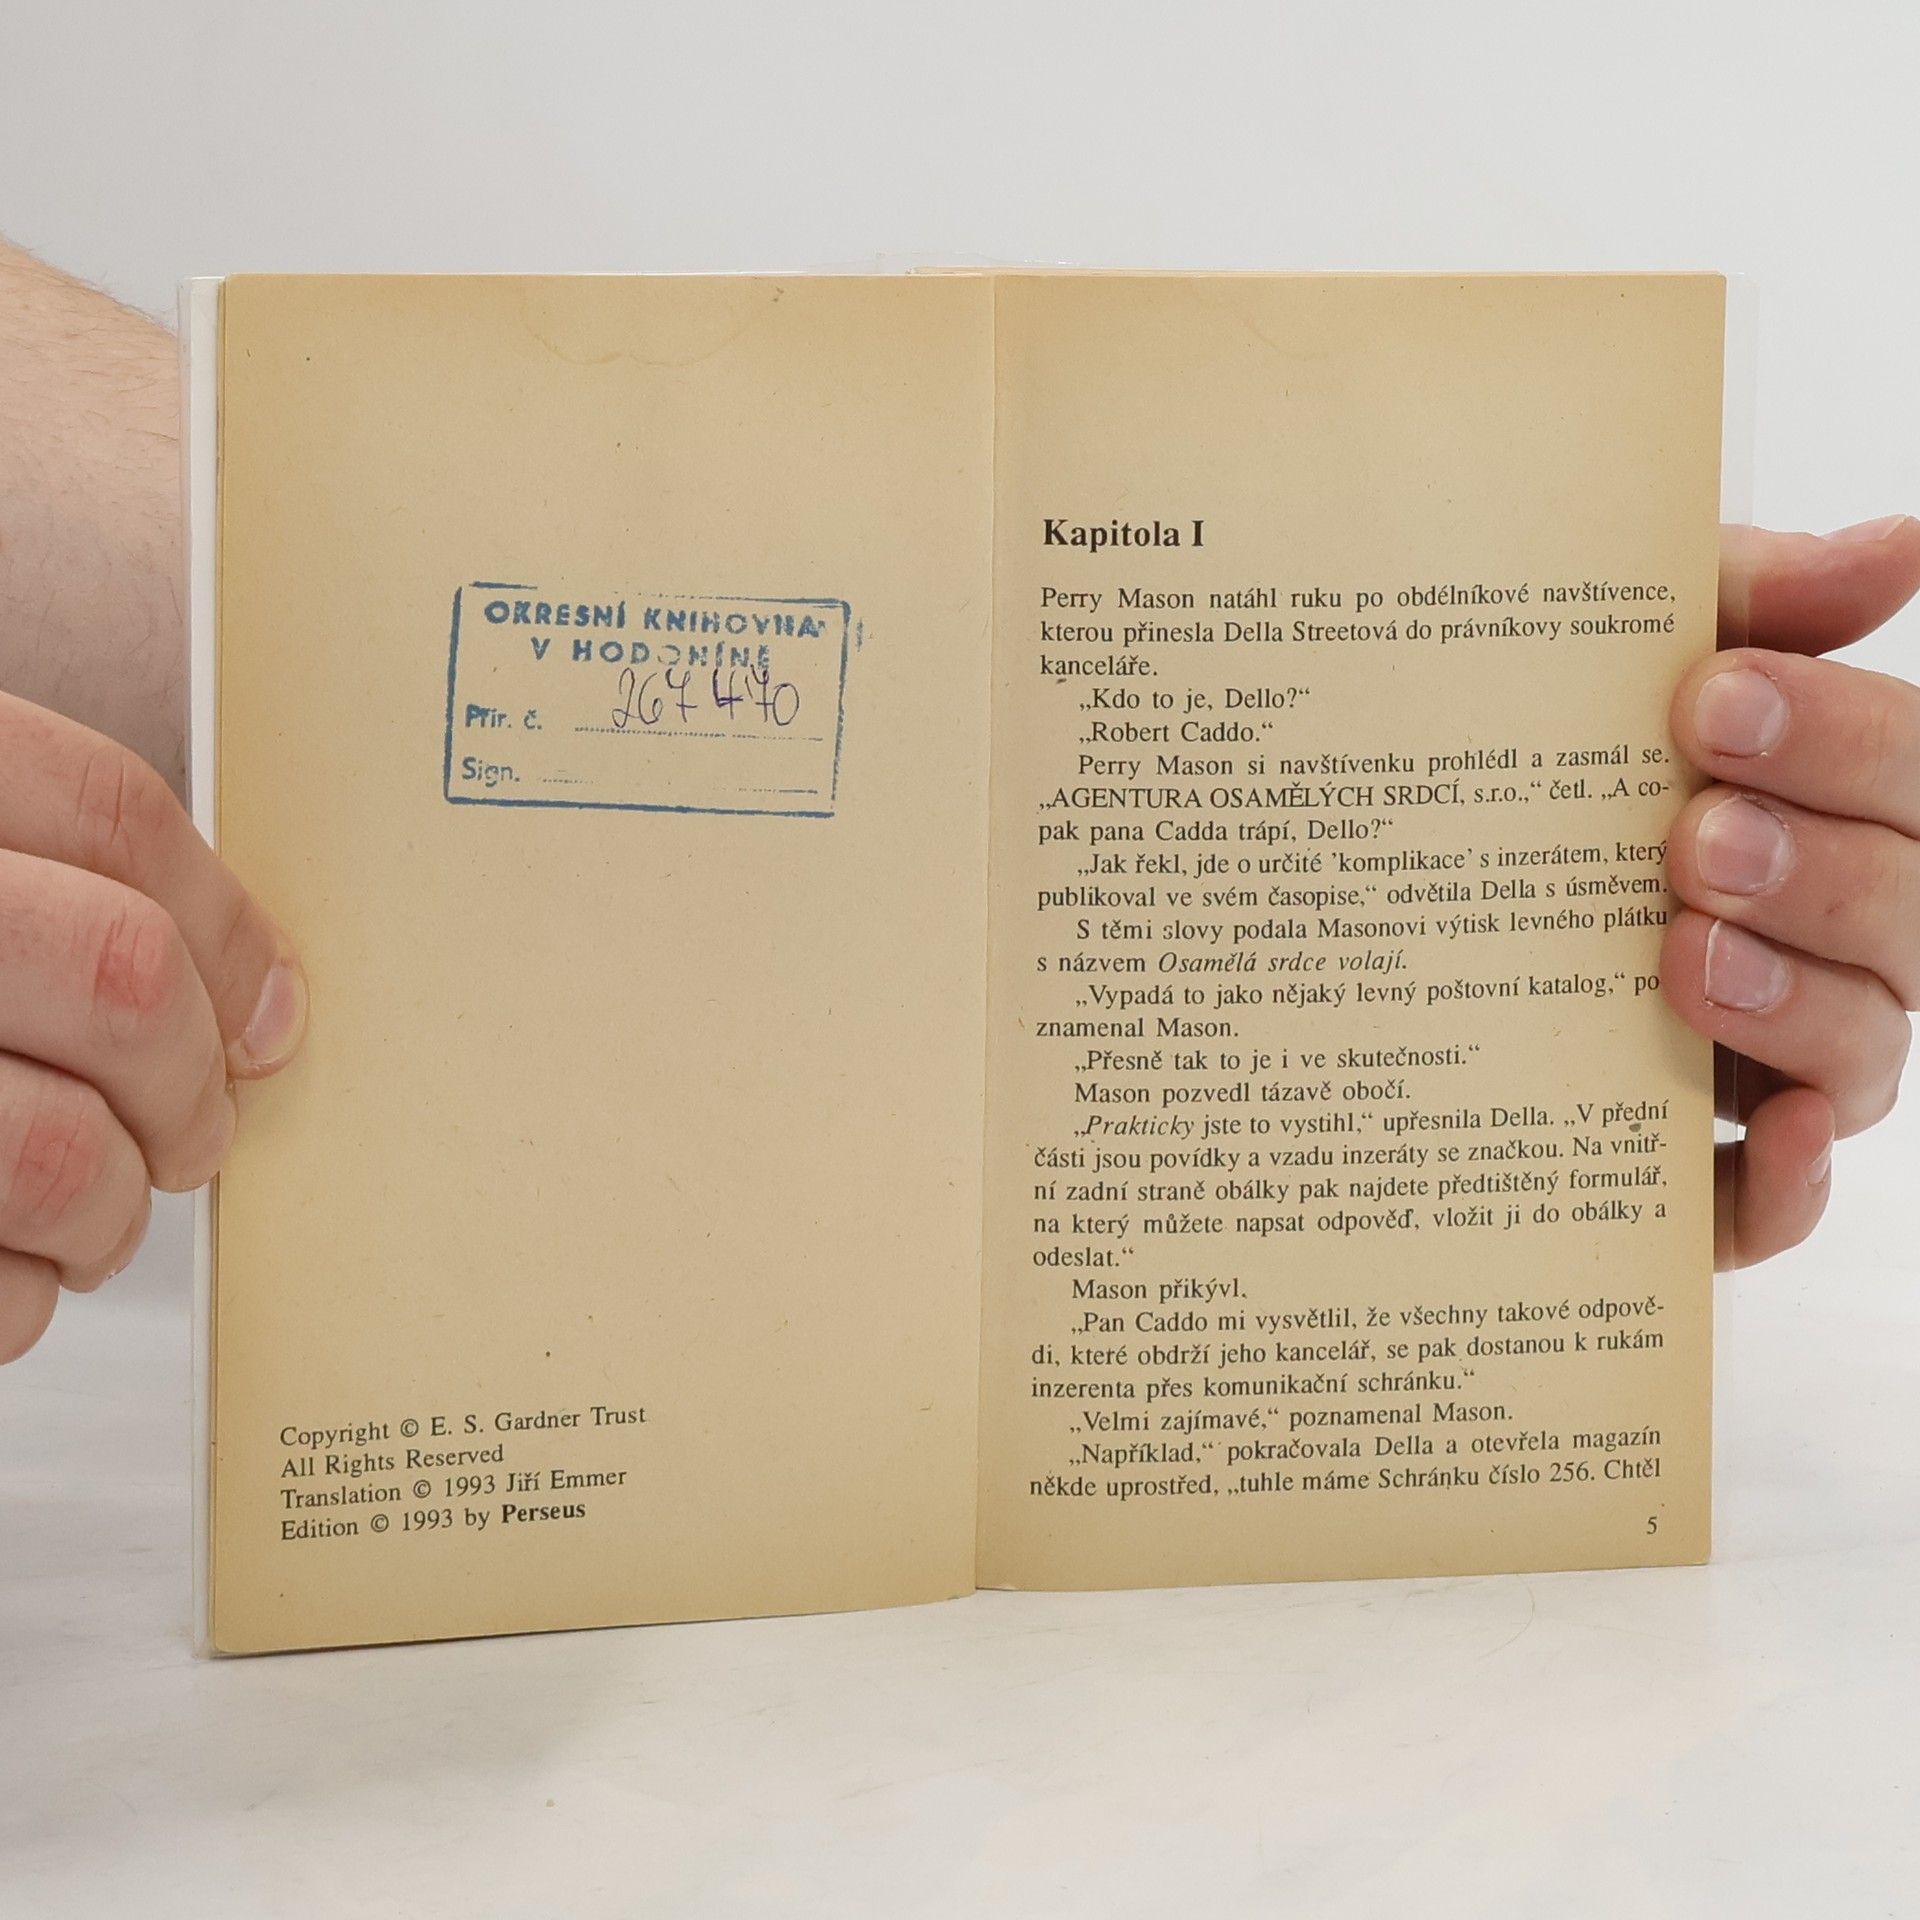 OKRESNÍ KNIHOVNA
V HODONÍNĚ
Přír. č. 267 470
Sign.
Copyright © E. S. Gardner Trust
All Rights Reserved
Translation © 1993 Jiří Emmer
Edition © 1993 by Perseus
Kapitola I
Perry Mason natáhl ruku po obdélníkové navštívence,
kterou přinesla Della Streetová do právníkovy soukromé
kanceláře.
„Kdo to je, Dello?“
„Robert Caddo.“
Perry Mason si navštívenku prohlédl a zasmál se.
„AGENTURA OSAMĚLÝCH SRDCÍ, s.r.o.,“ četl. „A co-
pak pana Cadda trápí, Dello?“
„Jak řekl, jde o určité 'komplikace' s inzerátem, který
publikoval ve svém časopise,“ odvětila Della s úsměvem.
S těmi slovy podala Masonovi výtisk levného plátku
s názvem Osamělá srdce volají.
„Vypadá to jako nějaký levný poštovní katalog,“ po
znamenal Mason.
„Přesně tak to je i ve skutečnosti.“
Mason pozvedl tázavě obočí.
„Prakticky jste to vystihl,“ upřesnila Della. „V přední
části jsou povídky a vzadu inzeráty se značkou. Na vnitř-
ní zadní straně obálky pak najdete předtištěný formulář,
na který můžete napsat odpověď, vložit ji do obálky a
odeslat.“
Mason přikývl.
„Pan Caddo mi vysvětlil, že všechny takové odpově-
di, které obdrží jeho kancelář, se pak dostanou k rukám
inzerenta přes komunikační schránku.“
„Velmi zajímavé,“ poznamenal Mason.
„Například,“ pokračovala Della a otevřela magazín
někde uprostřed, „tuhle máme Schránku číslo 256. Chtěl
5